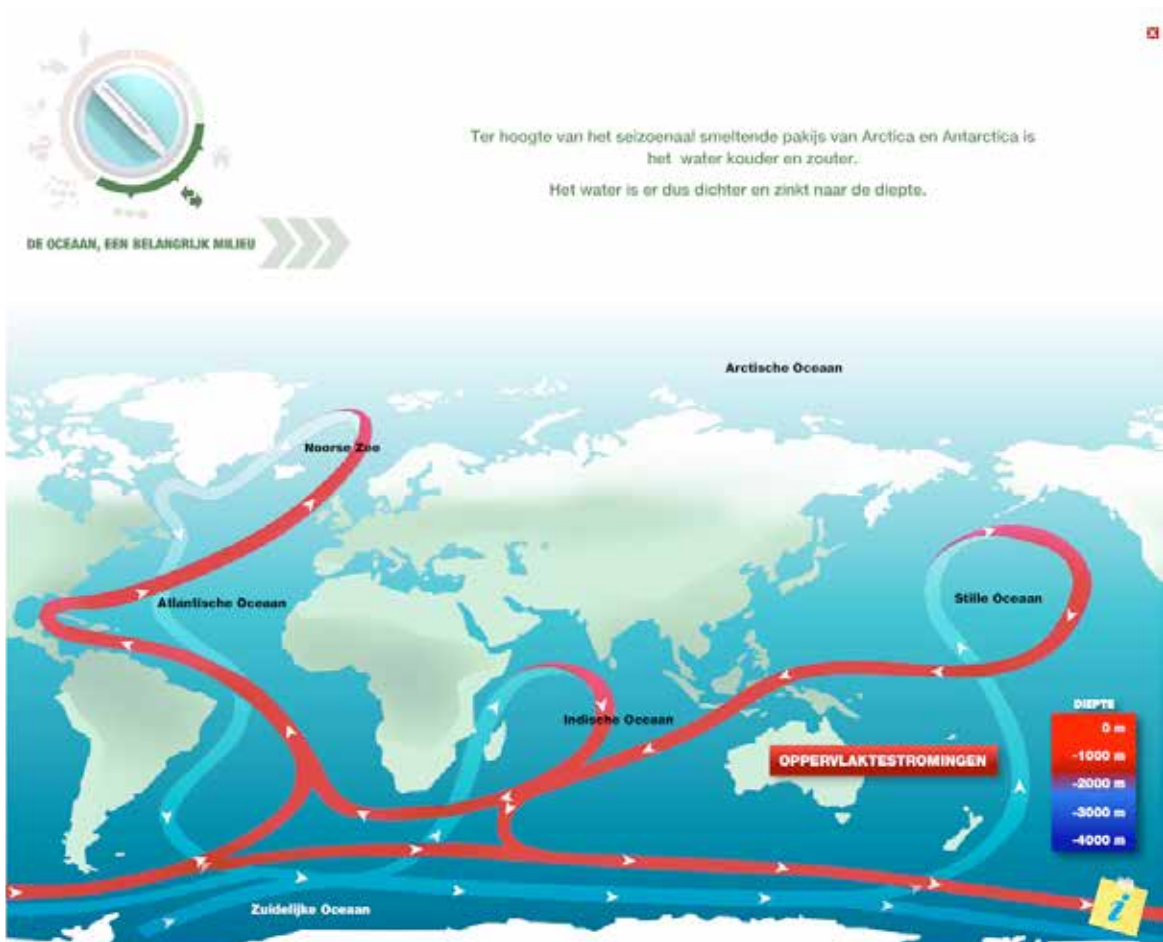 Ter hoogte van het seizoenaal smeltende pakijs van Arctica en Antarctica is
het water kouder en zouter.
Het water is er dus dichter en zinkt naar de diepte.
DE OCEAAN, EEN BELANGRIJK MILIEU
Arctische Oceaan
Noorse Zee
Atlantische Oceaan
Stille Oceaan
Indische Oceaan
OPPERVLAKTESTROMINGEN
DIEPTE
0 m
-1000 m
-2000 m
-3000 m
-4000 m
Zuidelijke Oceaan
i